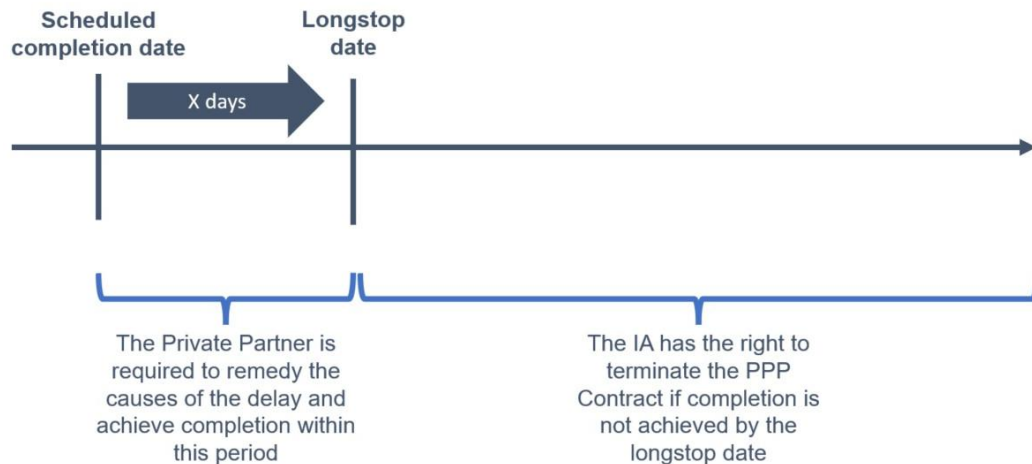 Scheduled
completion date
Longstop
date
X days
The Private Partner is
required to remedy the
causes of the delay and
achieve completion within
this period
The IA has the right to
terminate the PPP
Contract if completion is
not achieved by the
longstop date